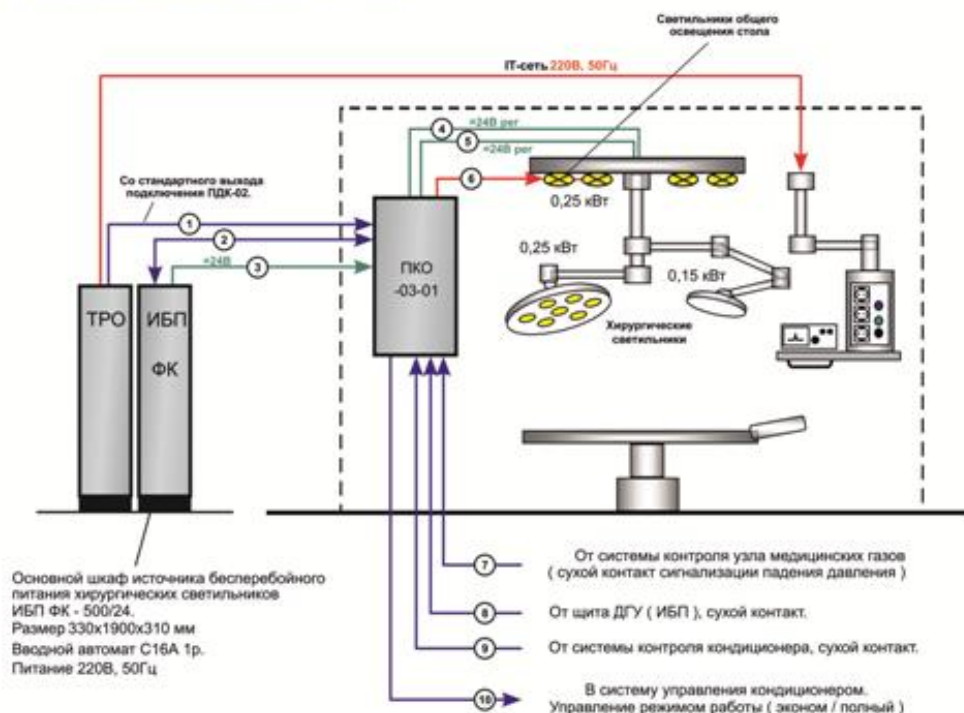 Светильники общего
освещения стола
IT-сеть 220В, 50Гц
4
=24В рег
5
=24В рег
Со стандартного выхода
подключения ПДК-02.
6
0,25 кВт
1
2
ПКО
-03-01
0,25 кВт
=24В
3
0,15 кВт
ТРО
ИБП
ФК
Хирургические
светильники
7
От системы контроля узла медицинских газов
( сухой контакт сигнализации падения давления )
Основной шкаф источника бесперебойного
питания хирургических светильников
ИБП ФК - 500/24.
Размер 330х1900х310 мм
Вводной автомат С16А 1р.
Питание 220В, 50Гц
8
От щита ДГУ ( ИБП ), сухой контакт.
9
От системы контроля кондиционера, сухой контакт.
10
В систему управления кондиционером.
Управление режимом работы ( эконом / полный )